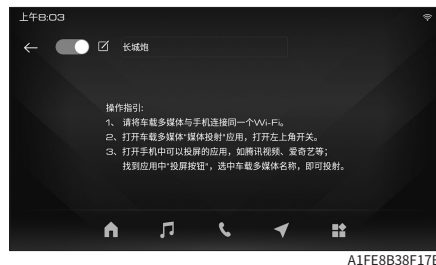 上午8:03
长城炮
操作指引:
1、 请将车载多媒体与手机连接同一个Wi-Fi。
2、打开车载多媒体"媒体投射"应用，打开左上角开关。
3、打开手机中可以投屏的应用，如腾讯视频、爱奇艺等；
找到应用中"投屏按钮"，选中车载多媒体名称，即可投射。
A1FE8B38F17E